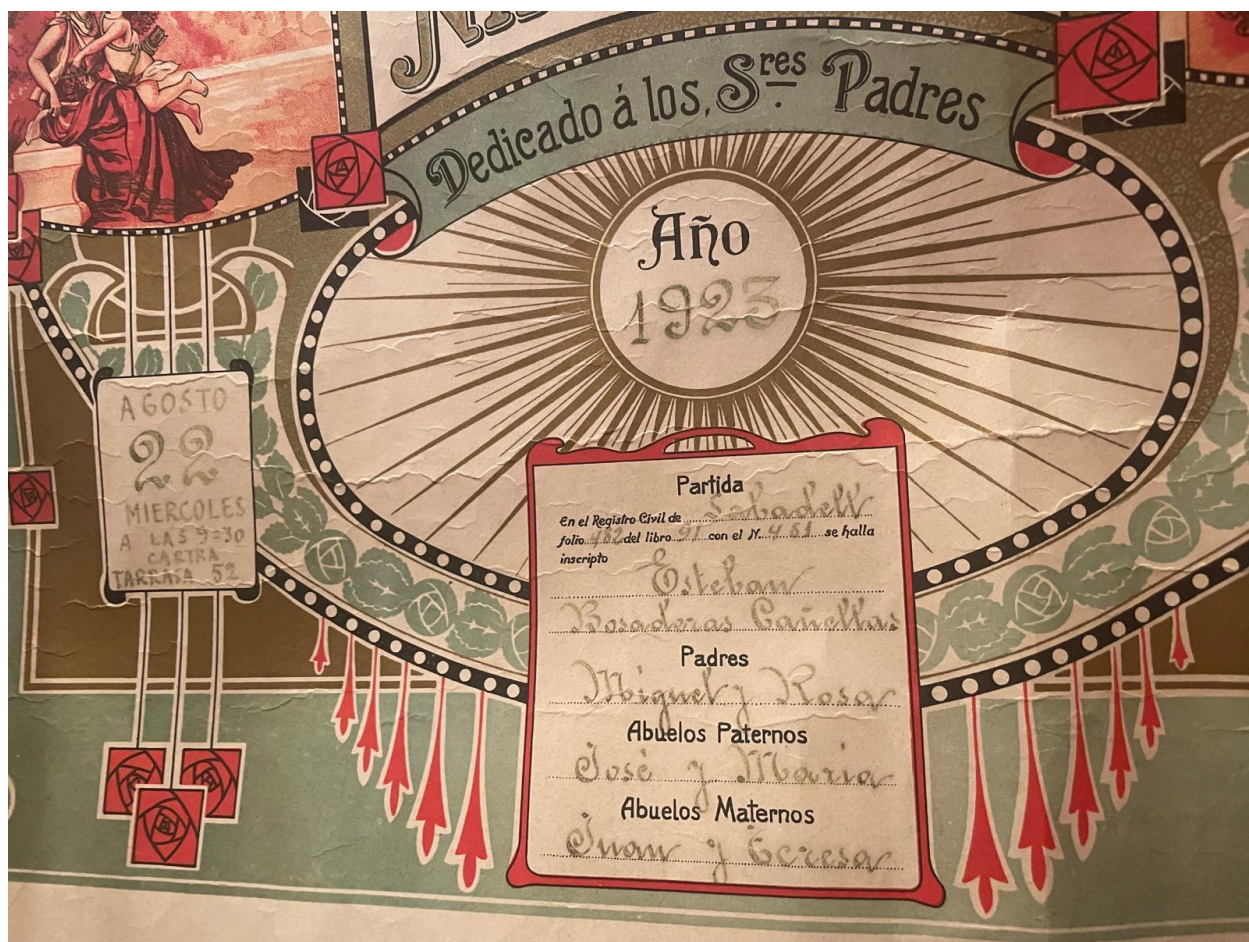 Dedicado á los, Sres Padres
Año
1923
AGOSTO
22
MIERCOLES
A LAS 9=30
CARTRA
TARRASA 52
Partida
En el Registro Civil de Sabadell
folio 482 del libro 91 con el N. 481 se halla
inscripto
Esteban
Rosaderas Cañellas
Padres
Miguel y Rosa
Abuelos Paternos
José y Maria
Abuelos Maternos
Juan y Teresa